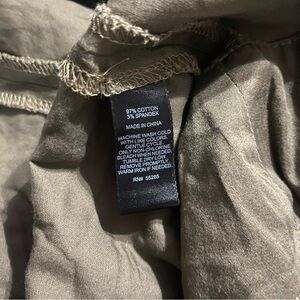 97% COTTON
3% SPANDEX
MADE IN CHINA
MACHINE WASH COLD
WITH LIKE COLORS.
GENTLE CYCLE
ONLY NON-CHLORINE
BLEACH WHEN NEEDED.
TUMBLE DRY LOW.
REMOVE PROMPTLY.
WARM IRON IF NEEDED.
RN# 55285